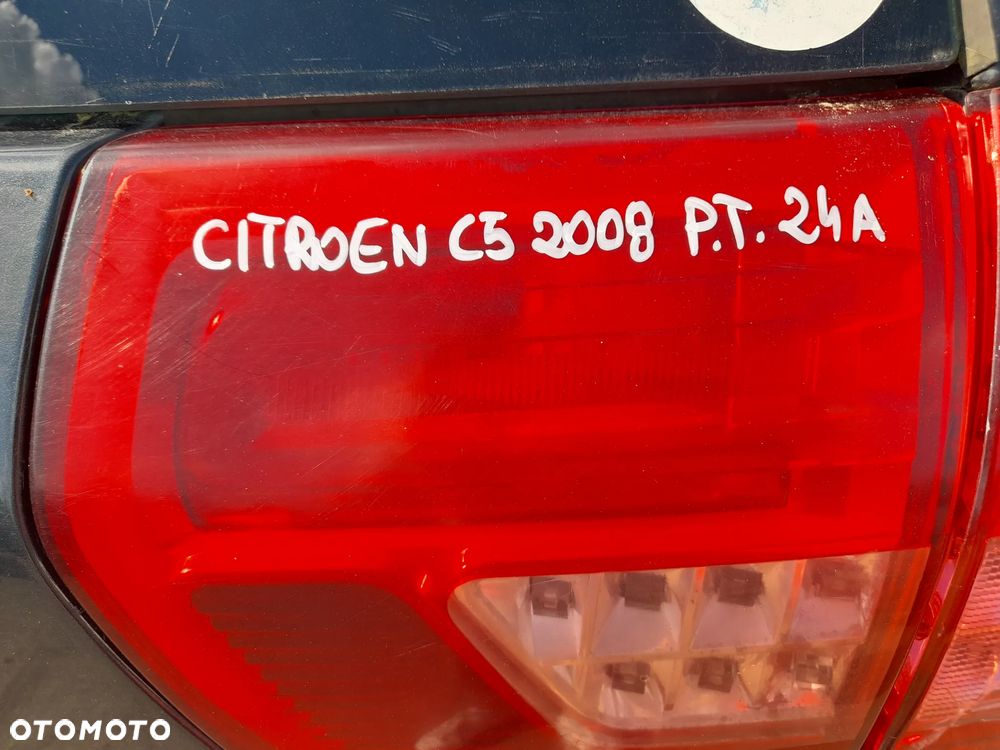 CITROEN C5 2008 P.T. 24A
OTOMOTO